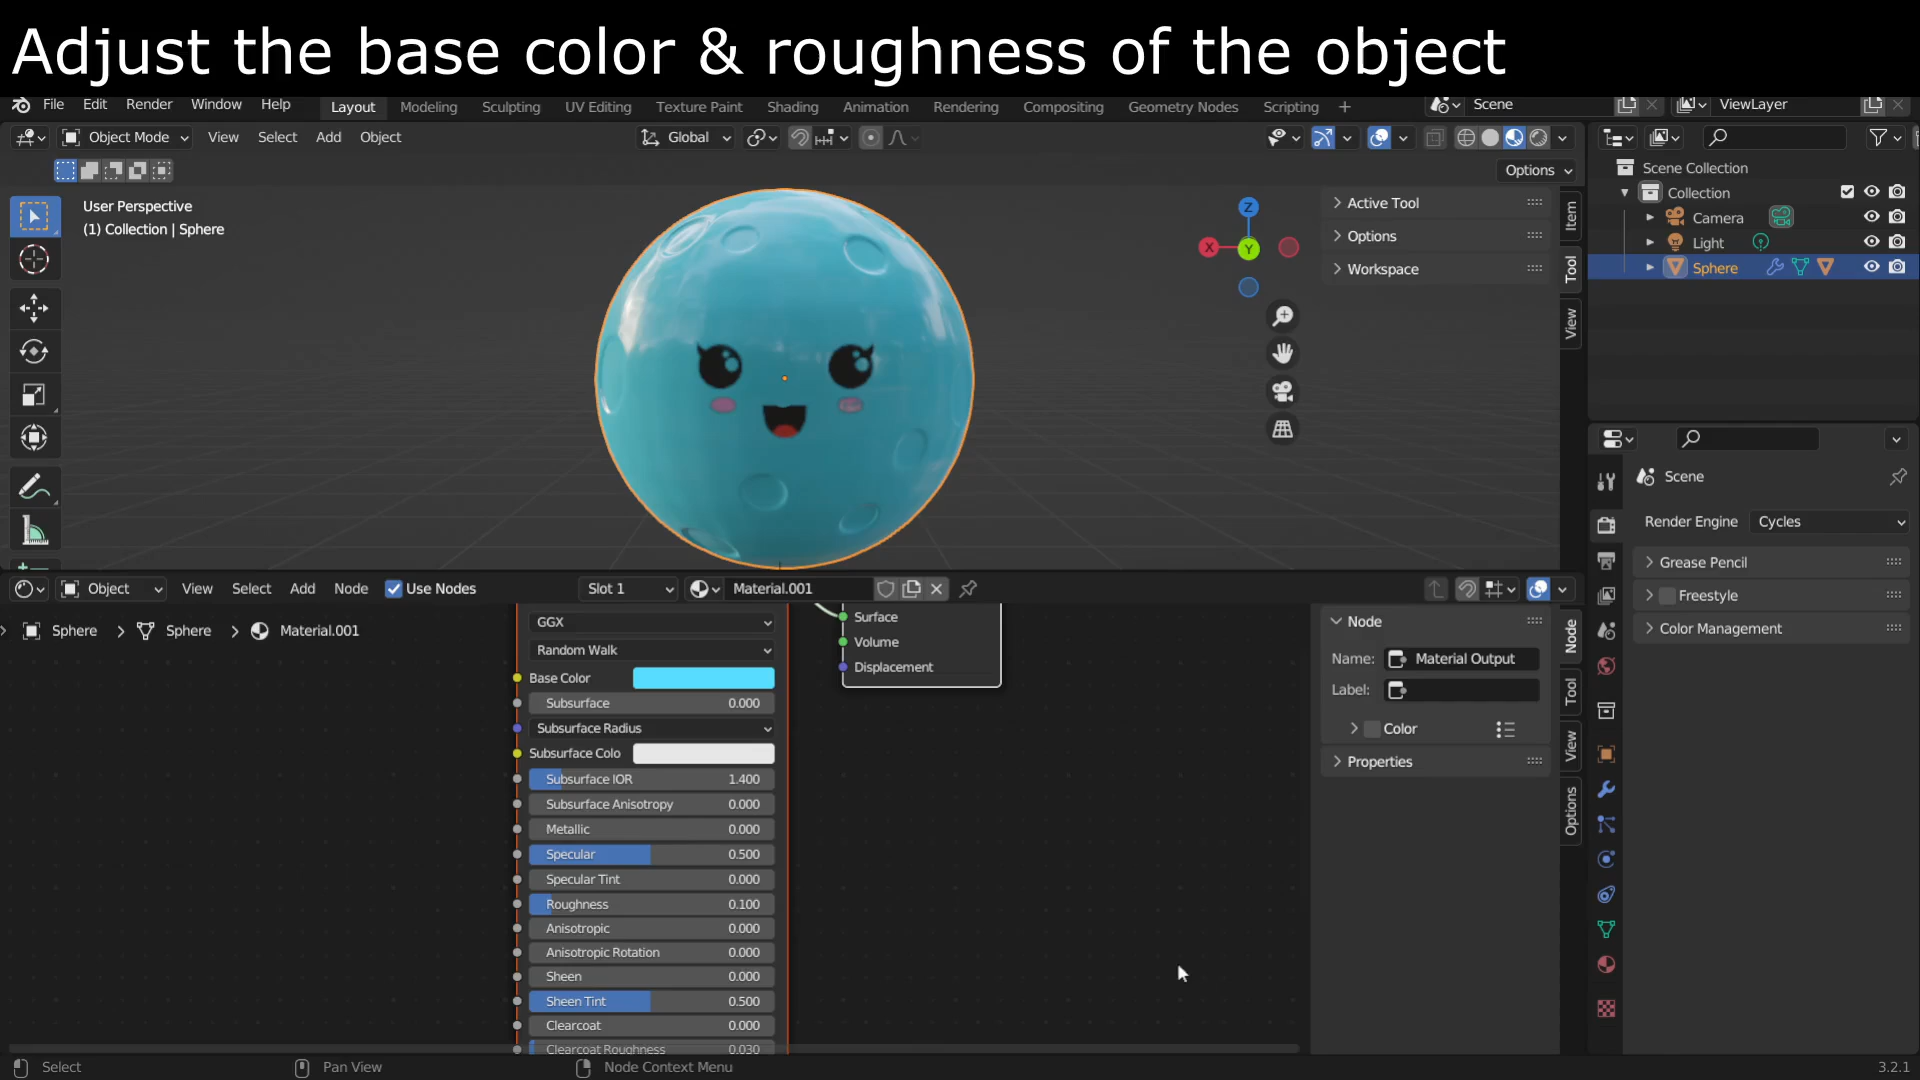 Adjust the base color & roughness of the object
File Edit Render Window Help Layout Modeling Sculpting UV Editing Texture Paint Shading Animation Rendering Compositing Geometry Nodes Scripting + Scene ViewLayer
Object Mode View Select Add Object Global
Options
User Perspective
(1) Collection | Sphere
Z
X
Y
Active Tool
Options
Workspace
Item
Tool
View
Scene Collection
Collection
Camera
Light
Sphere
Scene
Render Engine Cycles
Grease Pencil
Freestyle
Color Management
Object View Select Add Node Use Nodes Slot 1 Material.001
Sphere > Sphere > Material.001
GGX
Random Walk
Base Color
Subsurface 0.000
Subsurface Radius
Subsurface Colo
Subsurface IOR 1.400
Subsurface Anisotropy 0.000
Metallic 0.000
Specular 0.500
Specular Tint 0.000
Roughness 0.100
Anisotropic 0.000
Anisotropic Rotation 0.000
Sheen 0.000
Sheen Tint 0.500
Clearcoat 0.000
Clearcoat Roughness 0.030
Surface
Volume
Displacement
Node
Name: Material Output
Label:
Color
Properties
Node
Tool
View
Options
Select Pan View Node Context Menu 3.2.1